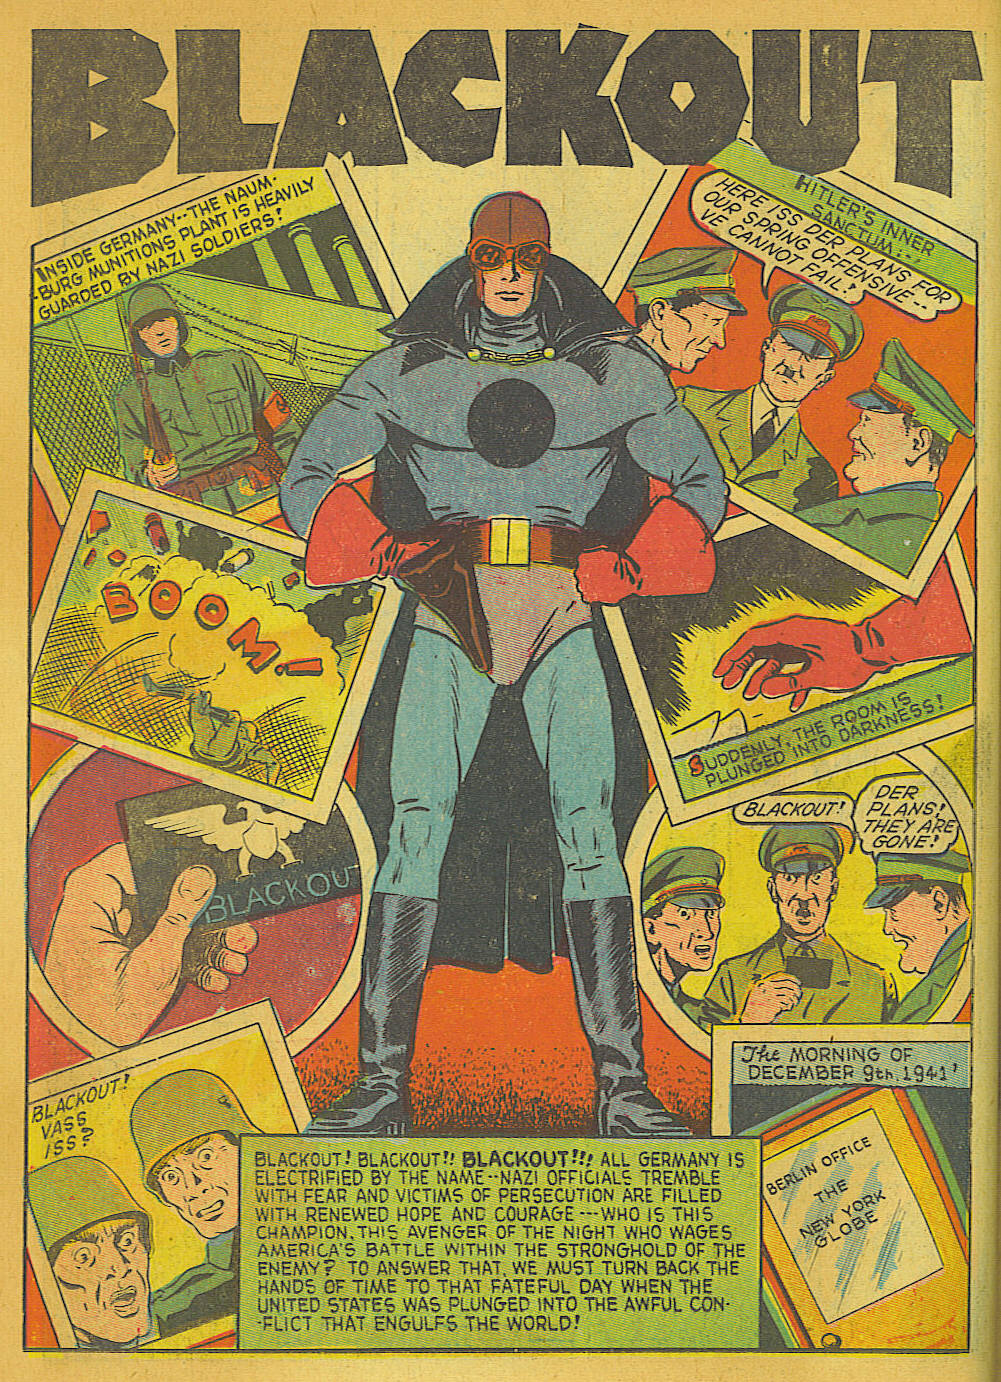 BLACKOUT
INSIDE GERMANY--THE NAUM-
-BURG MUNITIONS PLANT IS HEAVILY
GUARDED BY NAZI SOLDIERS!
HITLER'S INNER
SANCTUM--!
HERE ISS DER PLANS FOR
OUR SPRING OFFENSIVE--
VE CANNOT FAIL!
BOOM!!
SUDDENLY THE ROOM IS
PLUNGED INTO DARKNESS!
BLACKOUT
BLACKOUT!
DER
PLANS!
THEY ARE
GONE!
BLACKOUT!
VASS
ISS?
The MORNING OF
DECEMBER 9th, 1941!
BERLIN OFFICE
THE
NEW YORK
GLOBE
BLACKOUT! BLACKOUT!! BLACKOUT!!! ALL GERMANY IS
ELECTRIFIED BY THE NAME--NAZI OFFICIALS TREMBLE
WITH FEAR AND VICTIMS OF PERSECUTION ARE FILLED
WITH RENEWED HOPE AND COURAGE---WHO IS THIS
CHAMPION, THIS AVENGER OF THE NIGHT WHO WAGES
AMERICA'S BATTLE WITHIN THE STRONGHOLD OF THE
ENEMY? TO ANSWER THAT, WE MUST TURN BACK THE
HANDS OF TIME TO THAT FATEFUL DAY WHEN THE
UNITED STATES WAS PLUNGED INTO THE AWFUL CON-
-FLICT THAT ENGULFS THE WORLD!